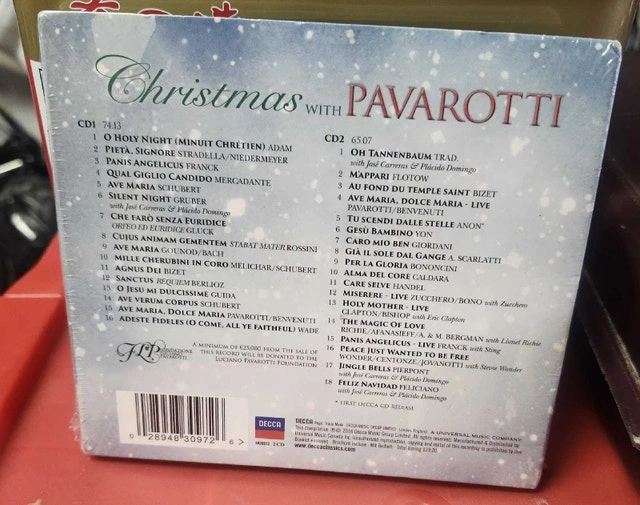 Christmas WITH PAVAROTTI
CD1 74.13
1 O HOLY NIGHT (MINUIT CHRÉTIEN) ADAM
2 PIETÀ, SIGNORE STRADELLA/NIEDERMEYER
3 PANIS ANGELICUS FRANCK
4 QUAL GIGLIO CANDIDO MERCADANTE
5 AVE MARIA SCHUBERT
6 SILENT NIGHT GRUBER
with José Carreras & Plácido Domingo
7 CHE FARÒ SENZA EURIDICE
ORFEO ED EURIDICE GLUCK
8 CUJUS ANIMAM GEMENTEM STABAT MATER ROSSINI
9 AVE MARIA GOUNOD/BACH
10 MILLE CHERUBINI IN CORO MELICHAR/SCHUBERT
11 AGNUS DEI BIZET
12 SANCTUS REQUIEM BERLIOZ
13 O JESU MI DULCISSIME GUIDA
14 AVE VERUM CORPUS SCHUBERT
15 AVE MARIA, DOLCE MARIA PAVAROTTI/BENVENUTI
16 ADESTE FIDELES (O COME, ALL YE FAITHFUL) WADE
CD2 65 07
1 OH TANNENBAUM TRAD.
with José Carreras & Plácido Domingo
2 M'APPARI FLOTOW
3 AU FOND DU TEMPLE SAINT BIZET
4 AVE MARIA, DOLCE MARIA - LIVE
PAVAROTTI/BENVENUTI
5 TU SCENDI DALLE STELLE ANON*
6 GESÙ BAMBINO YON
7 CARO MIO BEN GIORDANI
8 GIÀ IL SOLE DAL GANGE A. SCARLATTI
9 PER LA GLORIA BONONCINI
10 ALMA DEL CORE CALDARA
11 CARE SELVE HANDEL
12 MISERERE - LIVE ZUCCHERO/BONO with Zucchero
13 HOLY MOTHER - LIVE
CLAPTON/BISHOP with Eric Clapton
14 THE MAGIC OF LOVE
RICHIE/AFANASIEFF/A. & M. BERGMAN with Lionel Richie
15 PANIS ANGELICUS - LIVE FRANCK with Sting
16 PEACE JUST WANTED TO BE FREE
WONDER/CENTONZE/JOVANOTTI with Stevie Wonder
17 JINGLE BELLS PIERPONT
with José Carreras & Plácido Domingo
18 FELIZ NAVIDAD FELICIANO
with José Carreras & Plácido Domingo
* FIRST DECCA CD RELEASE
FLP
FONDAZIONE
LUCIANO
PAVAROTTI
A MINIMUM OF €25,000 FROM THE SALE OF
THIS RECORD WILL BE DONATED TO THE
LUCIANO PAVAROTTI FOUNDATION
0 28948 30972 6
DECCA
2CD
DECCA
A UNIVERSAL MUSIC COMPANY
www.deccaclassics.com